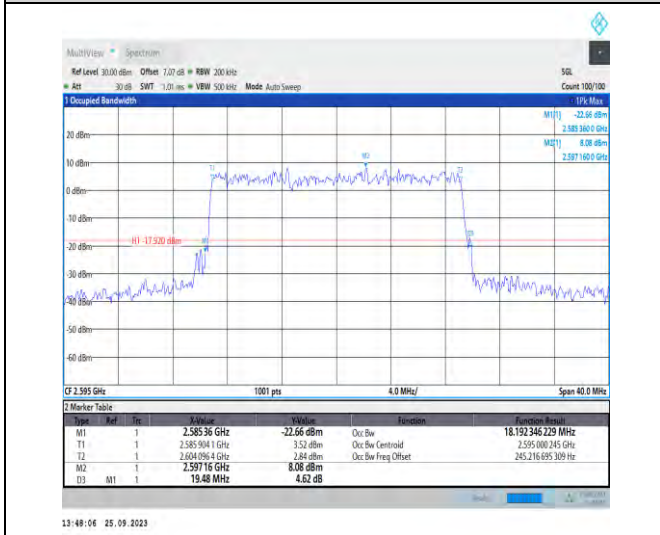 MultiView Spectrum
Ref Level 30.00 dBm Offset 7.07 dB RBW 200 kHz SGL
Att 30 dB SWT 1.01 ms VBW 500 kHz Mode Auto Sweep Count 100/100
1 Occupied Bandwidth 1Pk Max
M1[1] -22.66 dBm
2.585 360 0 GHz
M2[1] 8.08 dBm
2.597 160 0 GHz
20 dBm
10 dBm
M2
T1
T2
0 dBm
-10 dBm
H1 -17.920 dBm
M1
D3
-20 dBm
-30 dBm
-40 dBm
-50 dBm
-60 dBm
CF 2.595 GHz 1001 pts 4.0 MHz/ Span 40.0 MHz
2 Marker Table
Type Ref Trc X-Value Y-Value Function Function Result
M1 1 2.585 36 GHz -22.66 dBm Occ Bw 18.192 346 229 MHz
T1 1 2.585 904 1 GHz 3.52 dBm Occ Bw Centroid 2.595 000 245 GHz
T2 1 2.604 096 4 GHz 2.84 dBm Occ Bw Freq Offset 245.216 695 309 Hz
M2 1 2.597 16 GHz 8.08 dBm
D3 M1 1 19.48 MHz 4.62 dB
13:48:06 25.09.2023